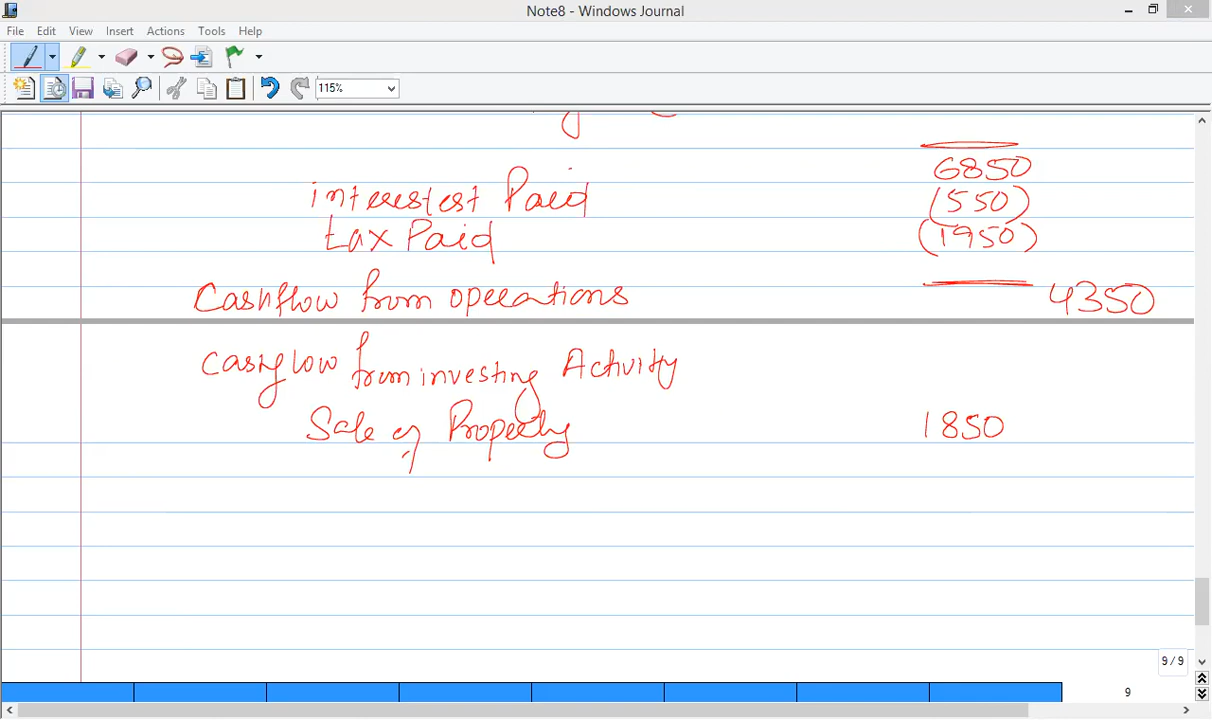 Note8 - Windows Journal
File Edit View Insert Actions Tools Help
115%
6850
interestest Paid (550)
tax Paid (1950)
Cashflow from operations 4350
Cashflow from investing Activity
Sale of Property 1850
9 / 9
9